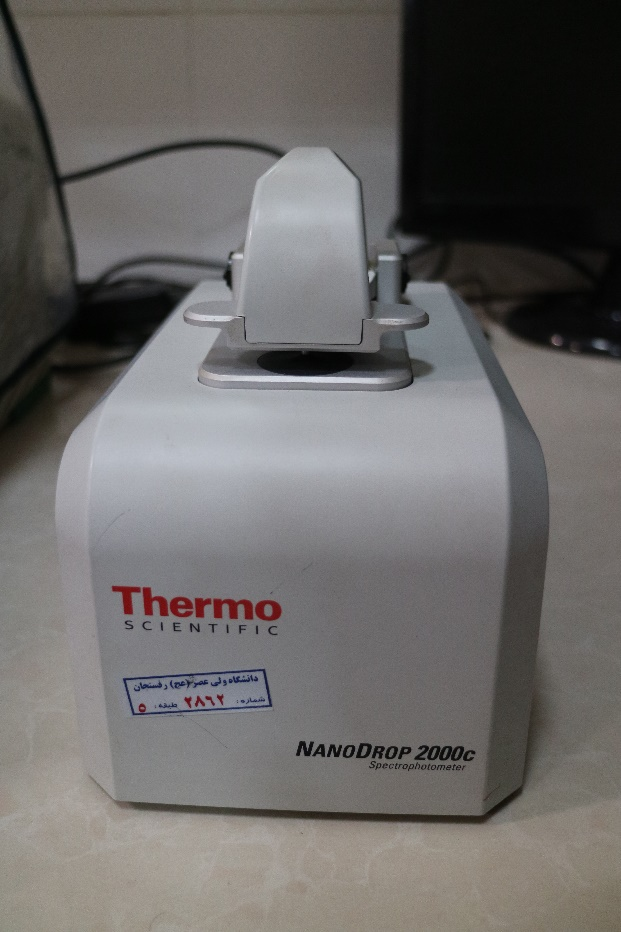 Thermo
SCIENTIFIC
دانشگاه ولی عصر (عج) رفسنجان
شماره: ۲۸۶۲ طبقه: ۵
NANODROP 2000c
Spectrophotometer